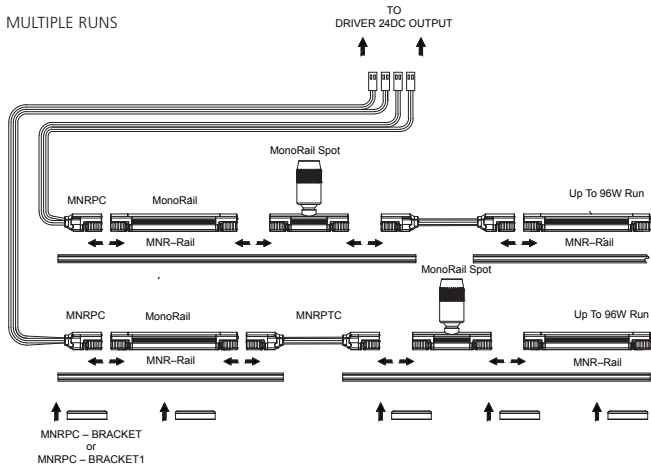 MULTIPLE RUNS
TO
DRIVER 24DC OUTPUT
MonoRail Spot
MNRPC
MonoRail
Up To 96W Run
MNR–Rail
MNR–Rail
MonoRail Spot
MNRPC
MonoRail
MNRPTC
Up To 96W Run
MNR–Rail
MNR–Rail
MNRPC – BRACKET
or
MNRPC – BRACKET1